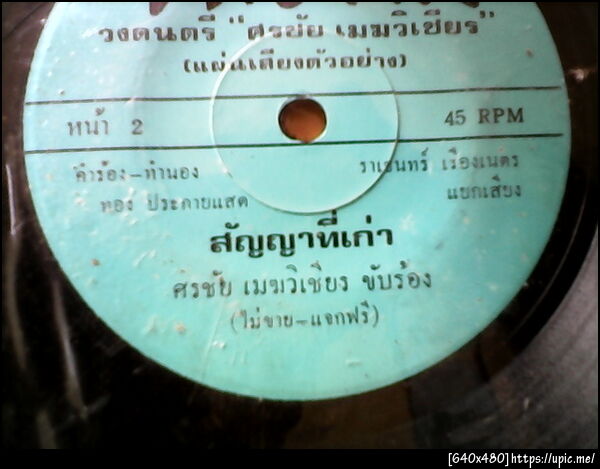 วงดนตรี "ศรชัย เมฆวิเชียร"
(แผ่นเสียงตัวอย่าง)
หน้า 2
45 RPM
คำร้อง-ทำนอง
ทอง ประกายแสด
ราเชนทร์ เรืองเนตร
แยกเสียง
สัญญาที่เก่า
ศรชัย เมฆวิเชียร ขับร้อง
(ไม่ขาย-แจกฟรี)
[640x480]https://upic.me/